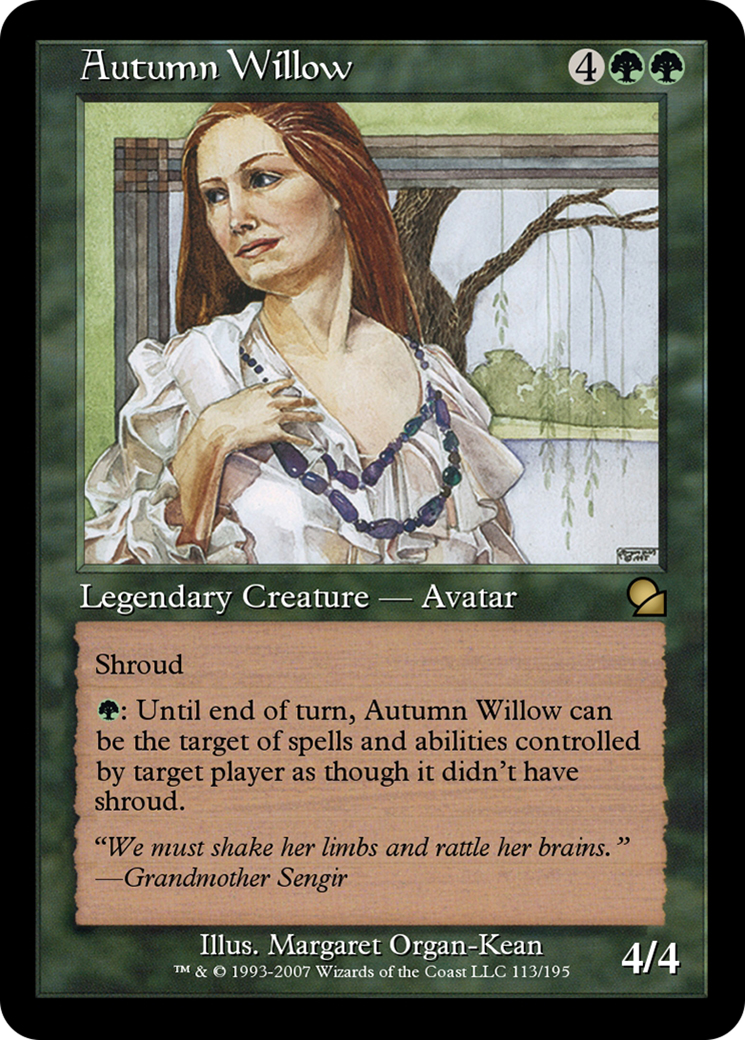 Autumn Willow 4
Legendary Creature — Avatar
Shroud
: Until end of turn, Autumn Willow can
be the target of spells and abilities controlled
by target player as though it didn't have
shroud.
“We must shake her limbs and rattle her brains.”
—Grandmother Sengir
Illus. Margaret Organ-Kean
™ & © 1993-2007 Wizards of the Coast LLC 113/195
4/4